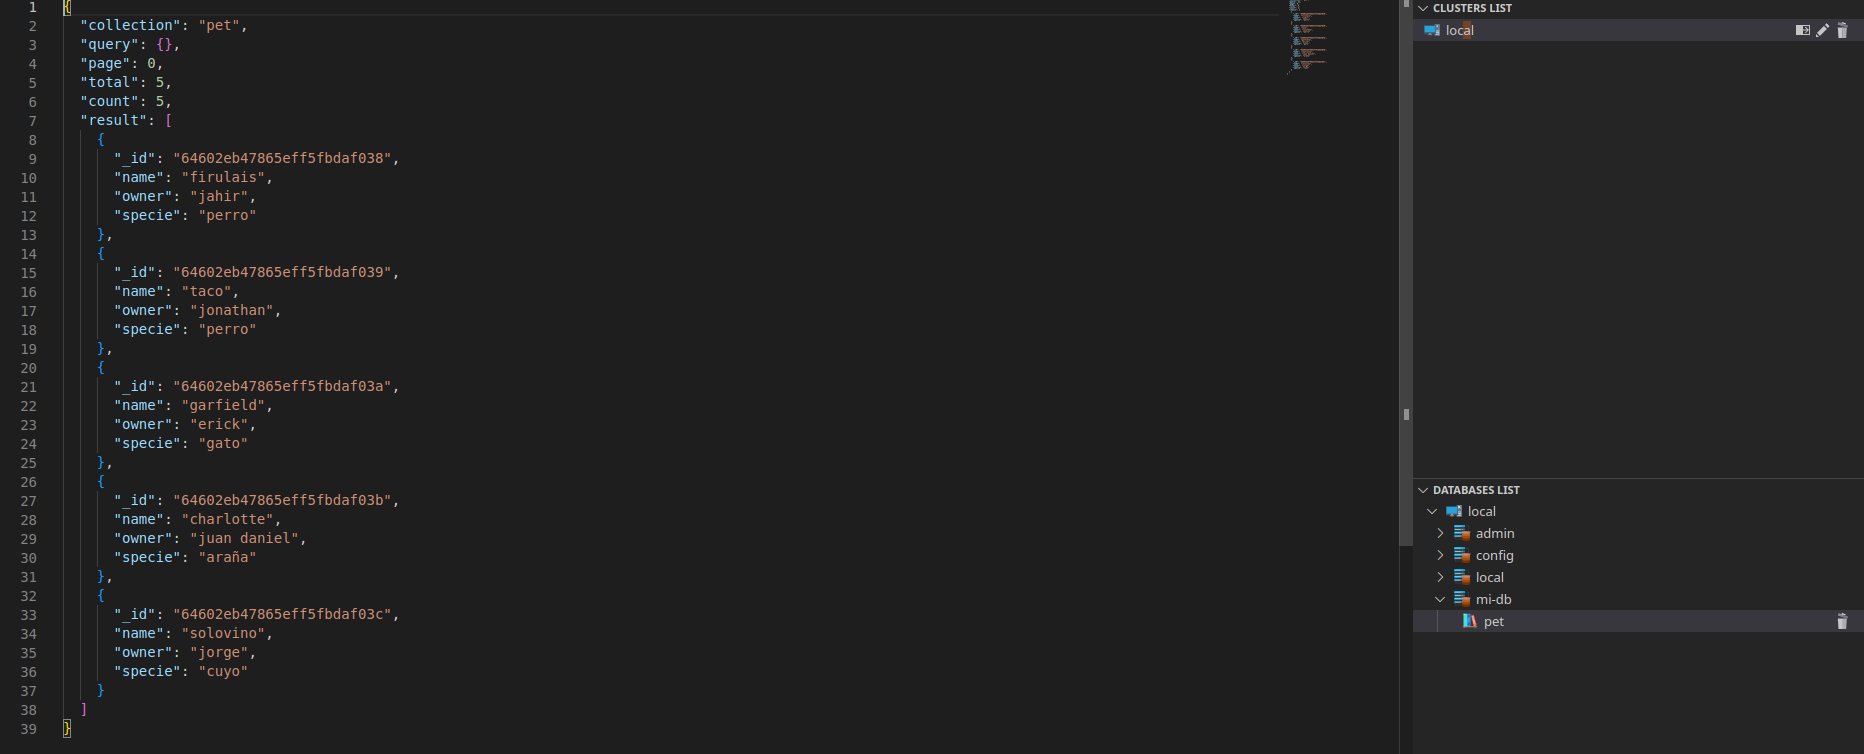 1 {
2 "collection": "pet",
3 "query": {},
4 "page": 0,
5 "total": 5,
6 "count": 5,
7 "result": [
8 {
9 "_id": "64602eb47865eff5fbdaf038",
10 "name": "firulais",
11 "owner": "jahir",
12 "specie": "perro"
13 },
14 {
15 "_id": "64602eb47865eff5fbdaf039",
16 "name": "taco",
17 "owner": "jonathan",
18 "specie": "perro"
19 },
20 {
21 "_id": "64602eb47865eff5fbdaf03a",
22 "name": "garfield",
23 "owner": "erick",
24 "specie": "gato"
25 },
26 {
27 "_id": "64602eb47865eff5fbdaf03b",
28 "name": "charlotte",
29 "owner": "juan daniel",
30 "specie": "araña"
31 },
32 {
33 "_id": "64602eb47865eff5fbdaf03c",
34 "name": "solovino",
35 "owner": "jorge",
36 "specie": "cuyo"
37 }
38 ]
39 }
CLUSTERS LIST
local
DATABASES LIST
local
admin
config
local
mi-db
pet